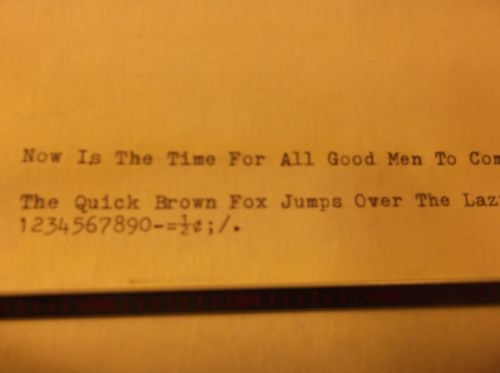 Now Is The Time For All Good Men To Com
The Quick Brown Fox Jumps Over The Laz
1234567890-=½¢;/.